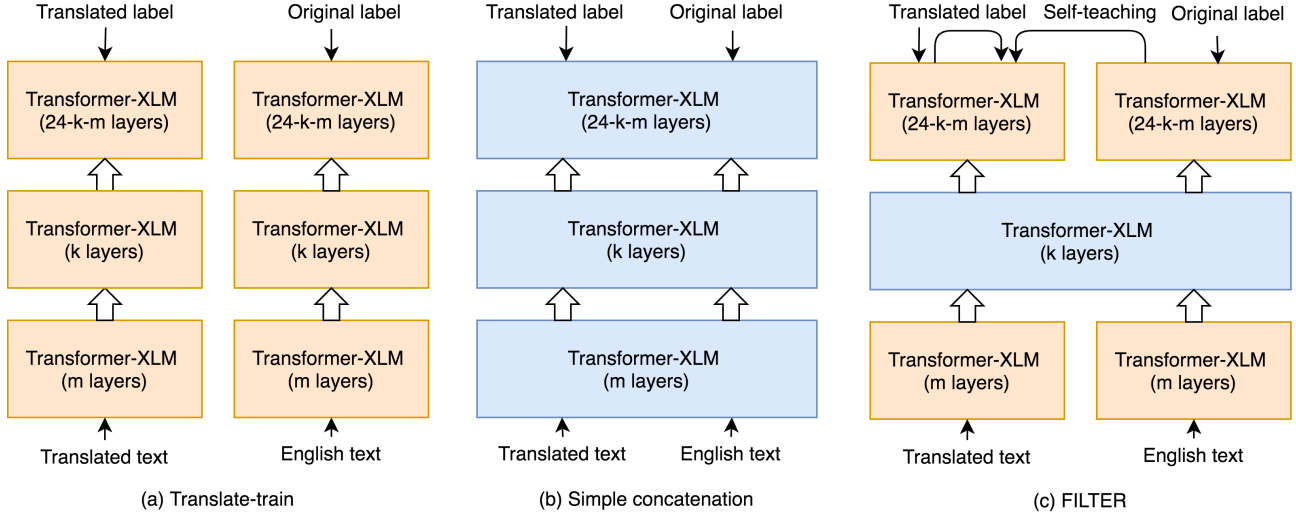 Translated label
Original label
Transformer-XLM
(24-k-m layers)
Transformer-XLM
(24-k-m layers)
Transformer-XLM
(k layers)
Transformer-XLM
(k layers)
Transformer-XLM
(m layers)
Transformer-XLM
(m layers)
Translated text
English text
(a) Translate-train
Translated label
Original label
Transformer-XLM
(24-k-m layers)
Transformer-XLM
(k layers)
Transformer-XLM
(m layers)
Translated text
English text
(b) Simple concatenation
Translated label
Self-teaching
Original label
Transformer-XLM
(24-k-m layers)
Transformer-XLM
(24-k-m layers)
Transformer-XLM
(k layers)
Transformer-XLM
(m layers)
Transformer-XLM
(m layers)
Translated text
English text
(c) FILTER